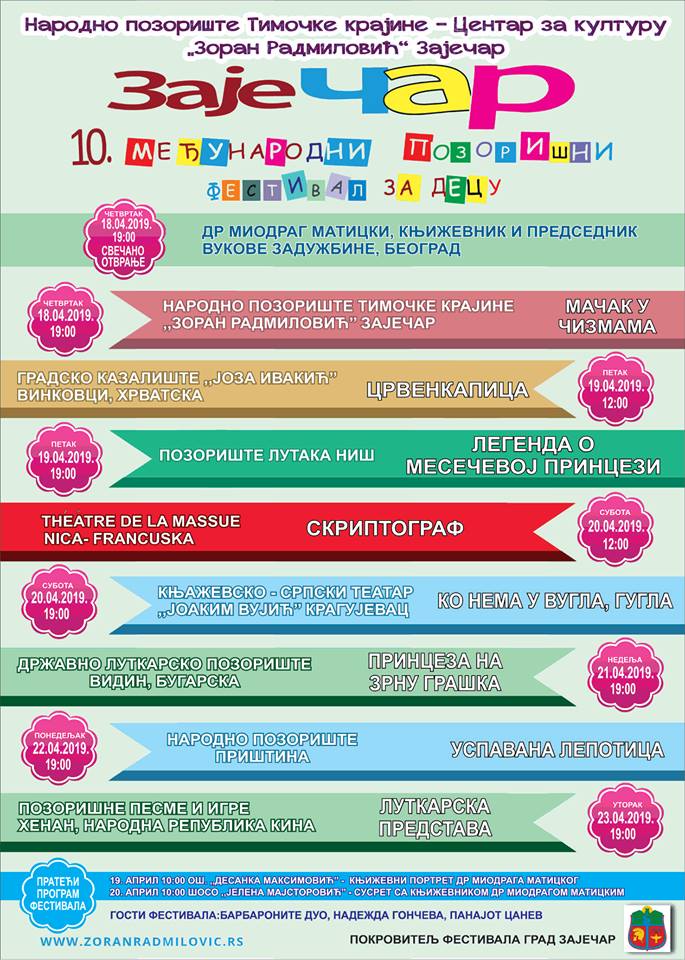 Народно позориште Тимочке крајине – Центар за културу
„Зоран Радмиловић“ Зајечар
ЗајеЧар
10. МЕЂУНАРОДНИ ПОЗОРИШНИ
ФЕСТИВАЛ ЗА ДЕЦУ
ЧЕТВРТАК
18.04.2019.
19:00
СВЕЧАНО
ОТВРАЊЕ
ДР МИОДРАГ МАТИЦКИ, КЊИЖЕВНИК И ПРЕДСЕДНИК
ВУКОВЕ ЗАДУЖБИНЕ, БЕОГРАД
ЧЕТВРТАК
18.04.2019.
19:00
НАРОДНО ПОЗОРИШТЕ ТИМОЧКЕ КРАЈИНЕ
,,ЗОРАН РАДМИЛОВИЋ” ЗАЈЕЧАР
МАЧАК У
ЧИЗМАМА
ГРАДСКО КАЗАЛИШТЕ ,,ЈОЗА ИВАКИЋ”
ВИНКОВЦИ, ХРВАТСКА
ЦРВЕНКАПИЦА
ПЕТАК
19.04.2019.
12:00
ПЕТАК
19.04.2019.
19:00
ПОЗОРИШТЕ ЛУТАКА НИШ
ЛЕГЕНДА О
МЕСЕЧЕВОЈ ПРИНЦЕЗИ
THÉATRE DE LA MASSUE
NICA- FRANCUSKA
СКРИПТОГРАФ
СУБОТА
20.04.2019.
12:00
СУБОТА
20.04.2019.
19:00
КЊАЖЕВСКО - СРПСКИ ТЕАТАР
,,ЈОАКИМ ВУЈИЋ” КРАГУЈЕВАЦ
КО НЕМА У ВУГЛА, ГУГЛА
ДРЖАВНО ЛУТКАРСКО ПОЗОРИШТЕ
ВИДИН, БУГАРСКА
ПРИНЦЕЗА НА
ЗРНУ ГРАШКА
НЕДЕЉА
21.04.2019.
19:00
ПОНЕДЕЉАК
22.04.2019.
19:00
НАРОДНО ПОЗОРИШТЕ
ПРИШТИНА
УСПАВАНА ЛЕПОТИЦА
ПОЗОРИШНЕ ПЕСМЕ И ИГРЕ
ХЕНАН, НАРОДНА РЕПУБЛИКА КИНА
ЛУТКАРСКА
ПРЕДСТАВА
УТОРАК
23.04.2019.
19:00
ПРАТЕЋИ
ПРОГРАМ
ФЕСТИВАЛА
19. АПРИЛ 10:00 ОШ. ,,ДЕСАНКА МАКСИМОВИЋ” - КЊИЖЕВНИ ПОРТРЕТ ДР МИОДРАГА МАТИЦКОГ
20. АПРИЛ 10:00 ШОСО ,,ЈЕЛЕНА МАЈСТОРОВИЋ” - СУСРЕТ СА КЊИЖЕВНИКОМ ДР МИОДРАГОМ МАТИЦКИМ
ГОСТИ ФЕСТИВАЛА:БАРБАРОНИТЕ ДУО, НАДЕЖДА ГОНЧЕВА, ПАНАЈОТ ЦАНЕВ
WWW.ZORANRADMILOVIC.RS
ПОКРОВИТЕЉ ФЕСТИВАЛА ГРАД ЗАЈЕЧАР